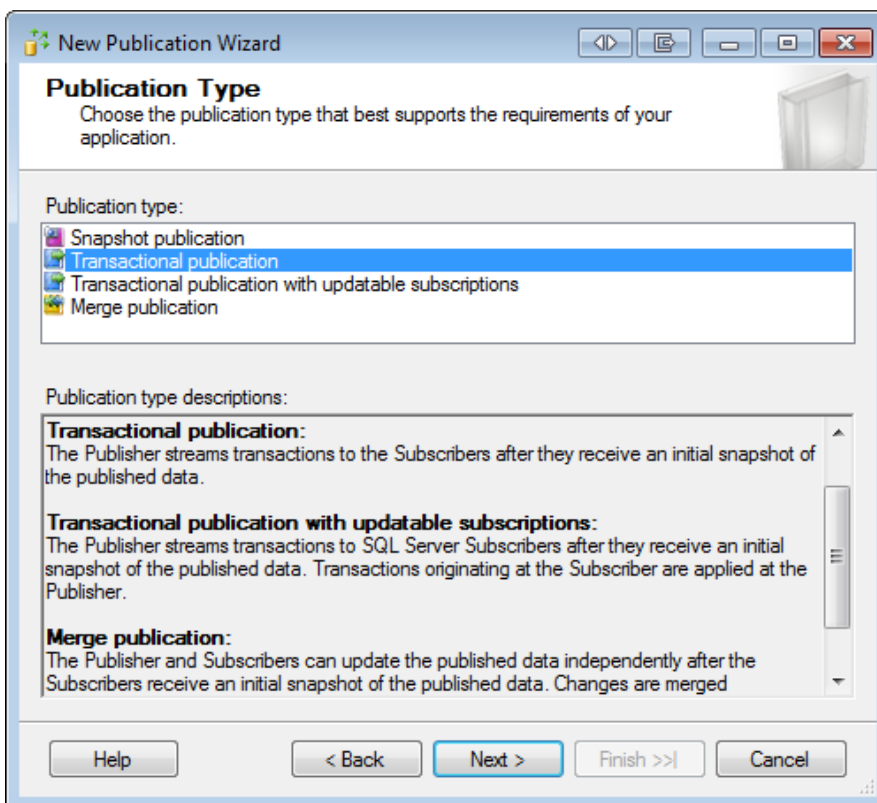 New Publication Wizard
Publication Type
Choose the publication type that best supports the requirements of your
application.
Publication type:
Snapshot publication
Transactional publication
Transactional publication with updatable subscriptions
Merge publication
Publication type descriptions:
Transactional publication:
The Publisher streams transactions to the Subscribers after they receive an initial snapshot of
the published data.
Transactional publication with updatable subscriptions:
The Publisher streams transactions to SQL Server Subscribers after they receive an initial
snapshot of the published data. Transactions originating at the Subscriber are applied at the
Publisher.
Merge publication:
The Publisher and Subscribers can update the published data independently after the
Subscribers receive an initial snapshot of the published data. Changes are merged
Help
< Back
Next >
Finish >>|
Cancel